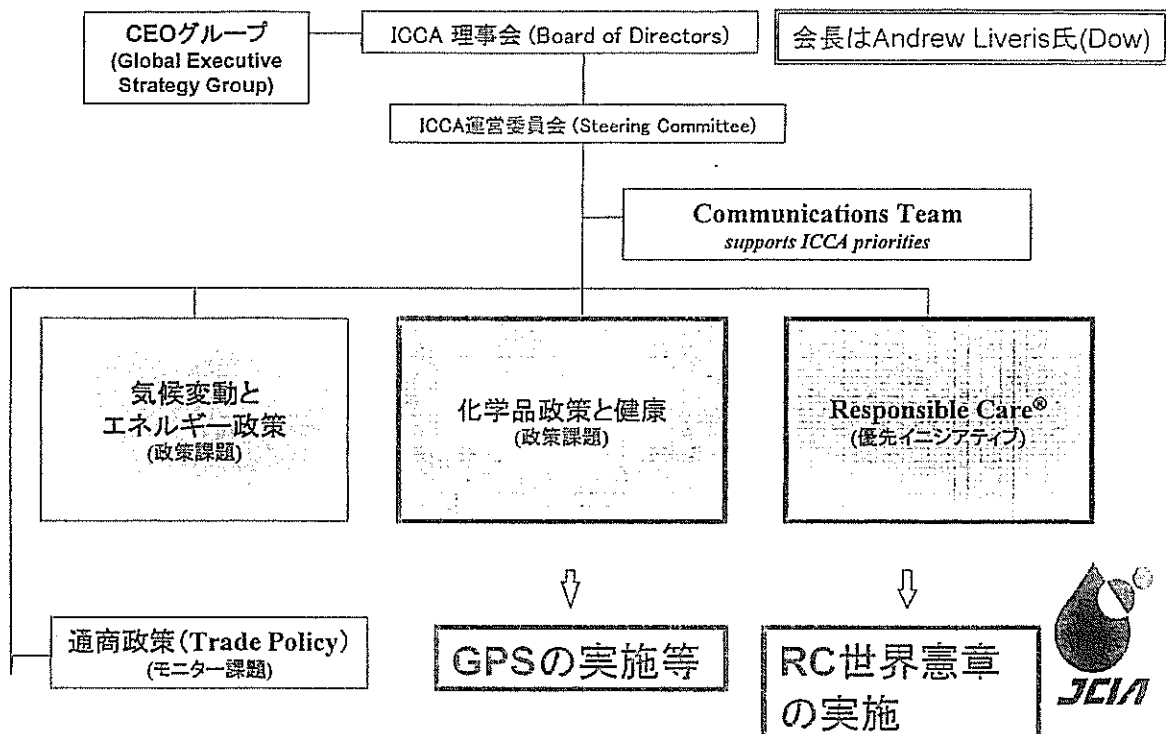 CEOグループ
(Global Executive
Strategy Group)
ICCA 理事会 (Board of Directors)
会長はAndrew Liveris氏(Dow)
ICCA運営委員会 (Steering Committee)
Communications Team
supports ICCA priorities
気候変動と
エネルギー政策
(政策課題)
化学品政策と健康
(政策課題)
Responsible Care®
(優先イニシアティブ)
通商政策(Trade Policy)
(モニター課題)
GPSの実施等
RC世界憲章
の実施
JCIA